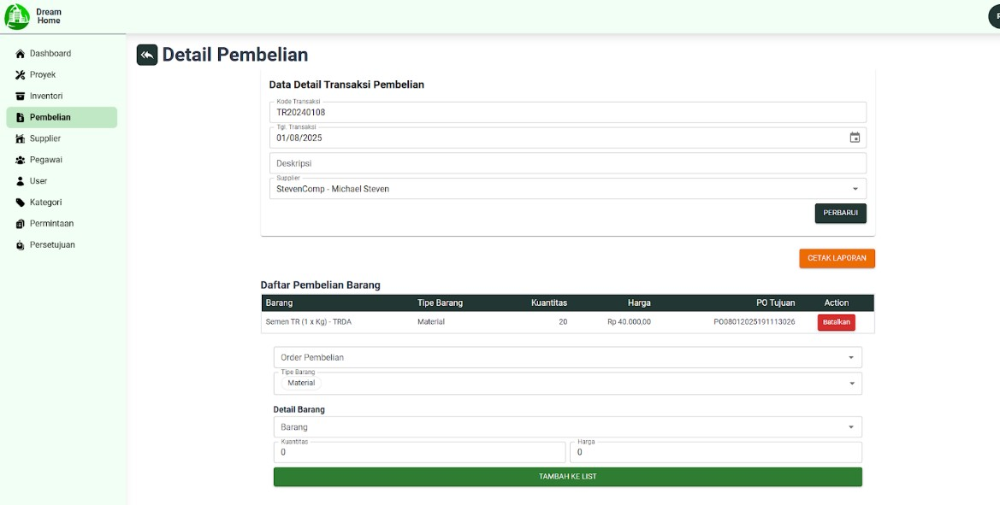 Dream
Home
Dashboard
Proyek
Inventori
Pembelian
Supplier
Pegawai
User
Kategori
Permintaan
Persetujuan
Detail Pembelian
Data Detail Transaksi Pembelian
Kode Transaksi
TR20240108
Tgl. Transaksi
01/08/2025
Deskripsi
Supplier
StevenComp - Michael Steven
PERBARUI
CETAK LAPORAN
Daftar Pembelian Barang
Barang Tipe Barang Kuantitas Harga PO Tujuan Action
Semen TR (1 x Kg) - TRDA Material 20 Rp 40.000,00 PO08012025191113026 Batalkan
Order Pembelian
Tipe Barang
Material
Detail Barang
Barang
Kuantitas Harga
0 0
TAMBAH KE LIST